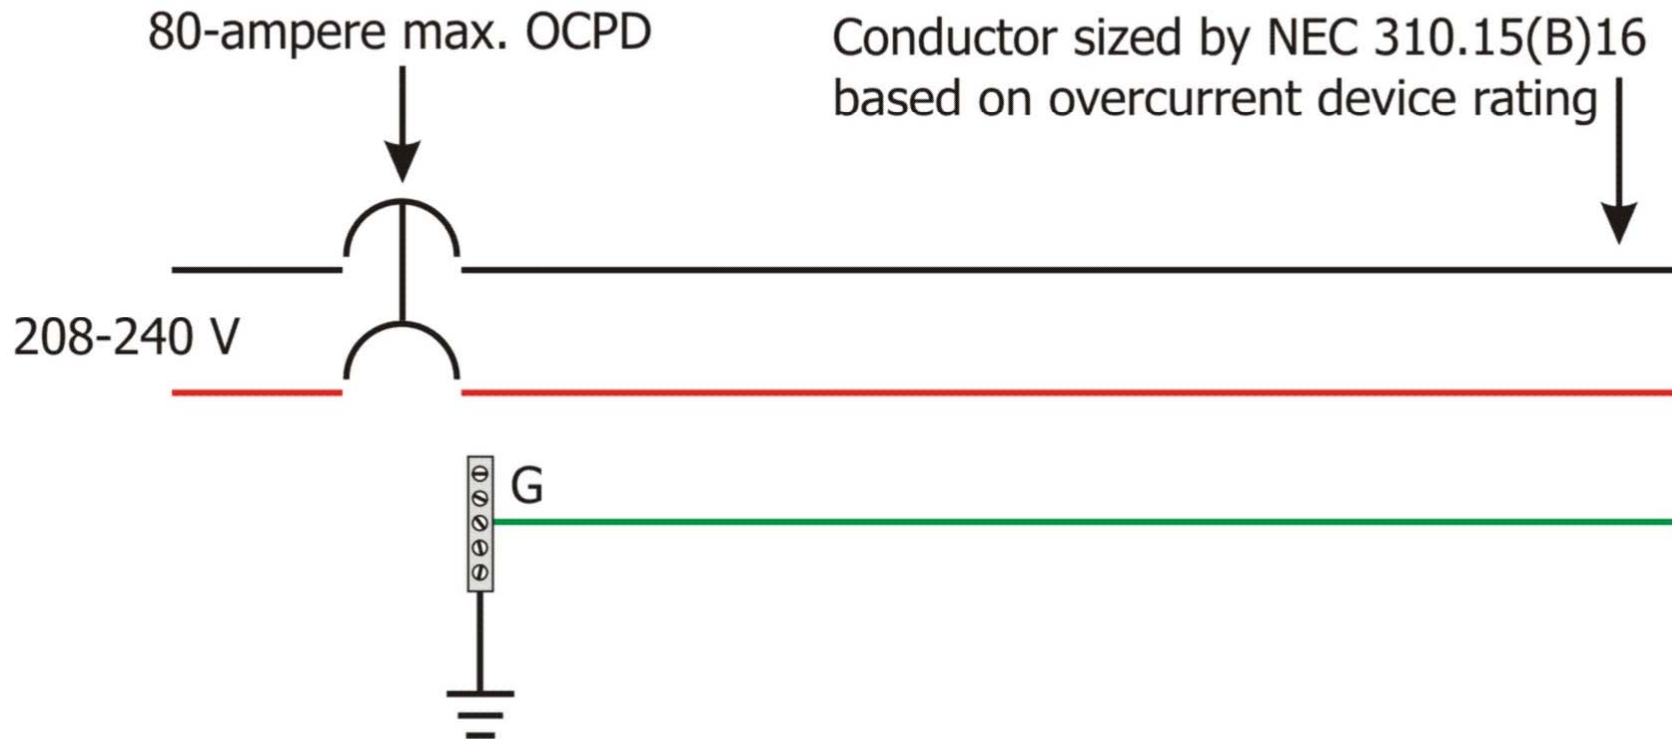 80-ampere max. OCPD
Conductor sized by NEC 310.15(B)16
based on overcurrent device rating
208-240 V
G